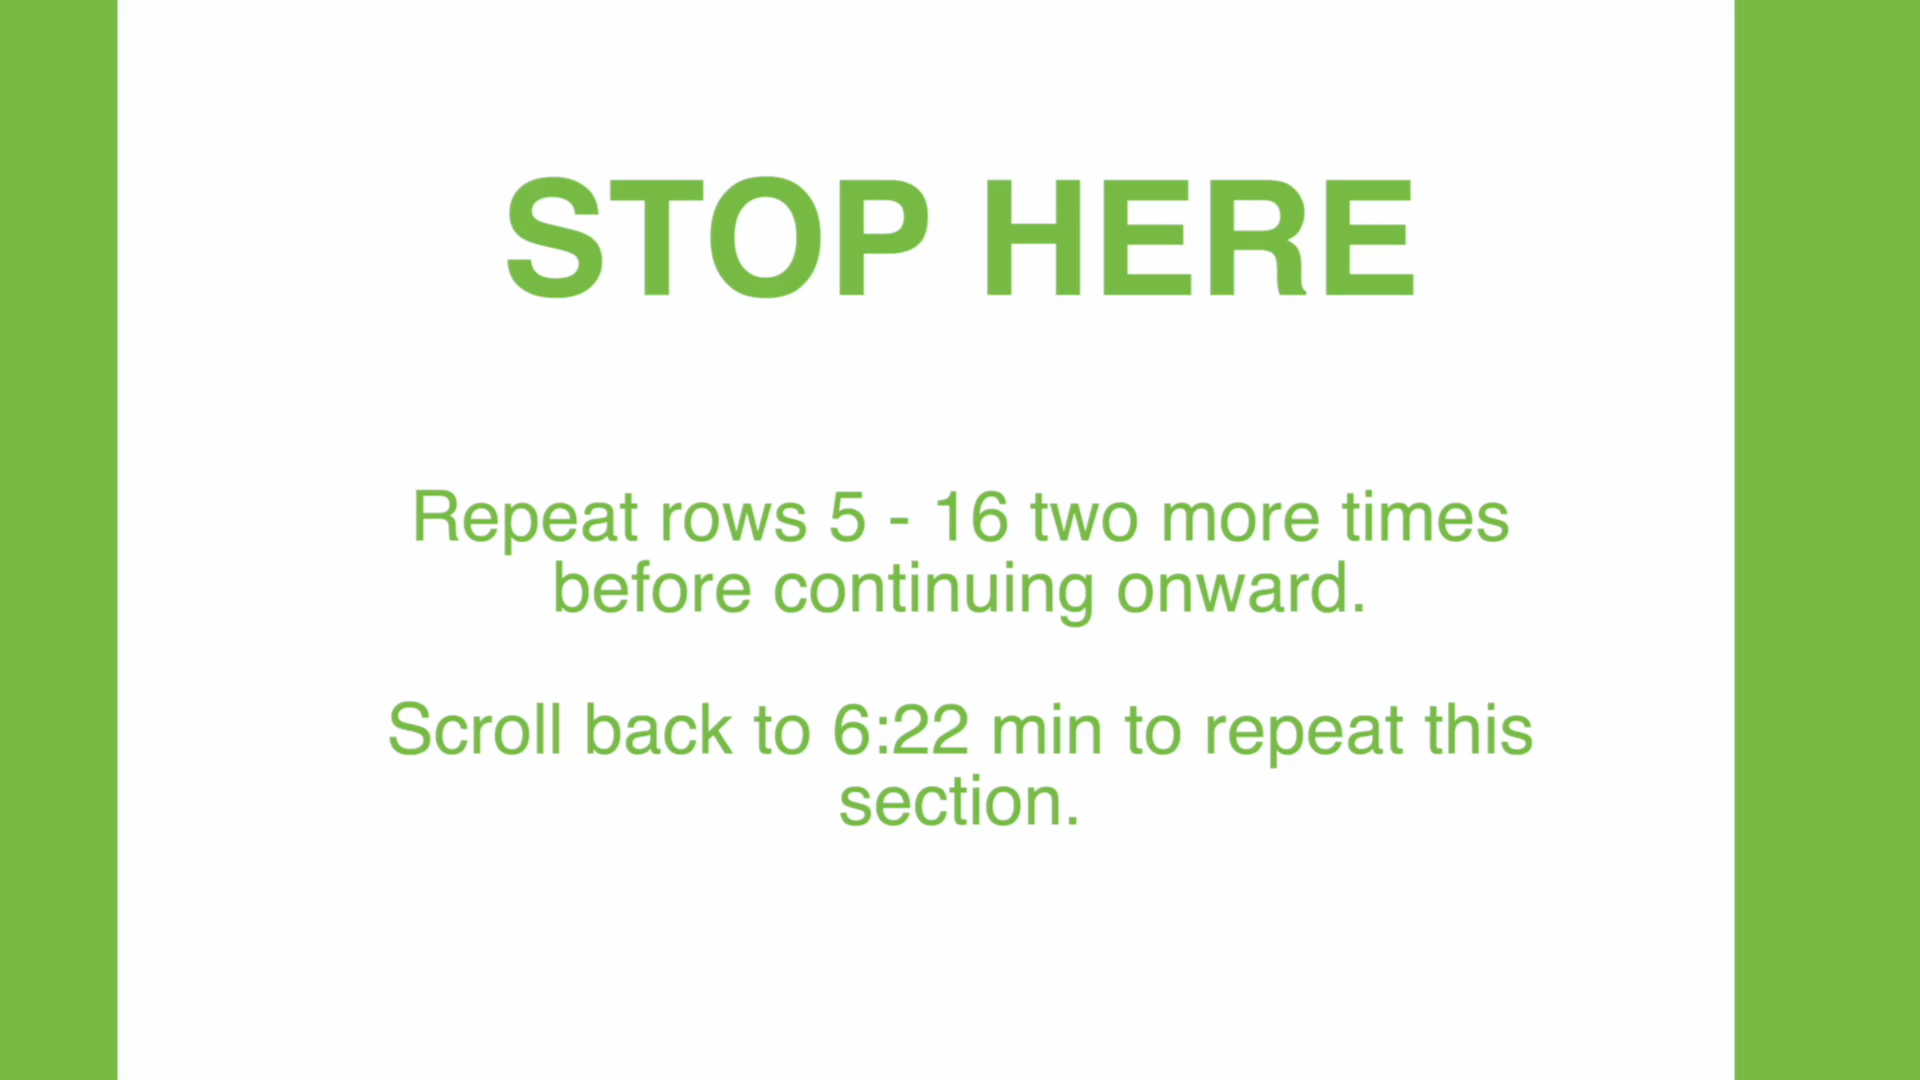 STOP HERE
Repeat rows 5 - 16 two more times
before continuing onward.
Scroll back to 6:22 min to repeat this
section.